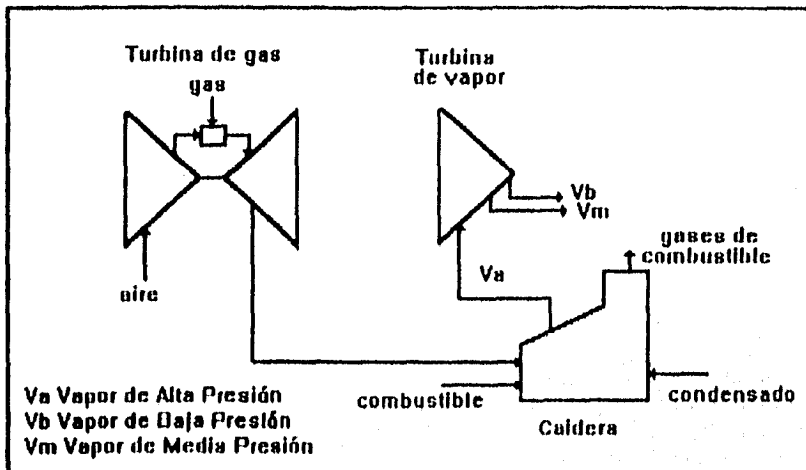 Turbina de gas
gas
Turbina
de vapor
Vb
Vm
gases de
combustible
Va
aire
combustible
condensado
Caldera
Va Vapor de Alta Presión
Vb Vapor de Baja Presión
Vm Vapor de Media Presión